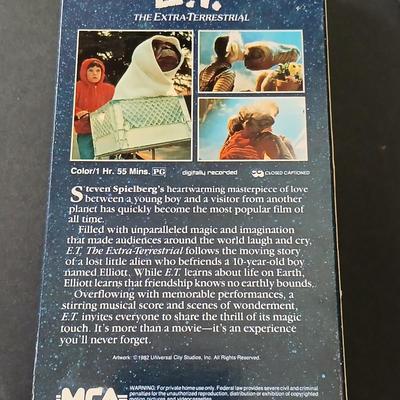 E.T.
THE EXTRA-TERRESTRIAL
Color/1 Hr. 55 Mins. PG digitally recorded CLOSED CAPTIONED
Steven Spielberg's heartwarming masterpiece of love
between a young boy and a visitor from another
planet has quickly become the most popular film of
all time.
Filled with unparalleled magic and imagination
that made audiences around the world laugh and cry,
E.T. The Extra-Terrestrial follows the moving story
of a lost little alien who befriends a 10-year-old boy
named Elliott. While E.T. learns about life on Earth,
Elliott learns that friendship knows no earthly bounds.
Overflowing with memorable performances, a
stirring musical score and scenes of wonderment,
E.T. invites everyone to share the thrill of its magic
touch. It's more than a movie—it's an experience
you'll never forget.
Artwork: ©1982 Universal City Studios, Inc. All Rights Reserved.
MCA
WARNING: For private home use only. Federal law provides severe civil and criminal
penalties for the unauthorized reproduction, distribution or exhibition of copyrighted
motion pictures and videocassettes.